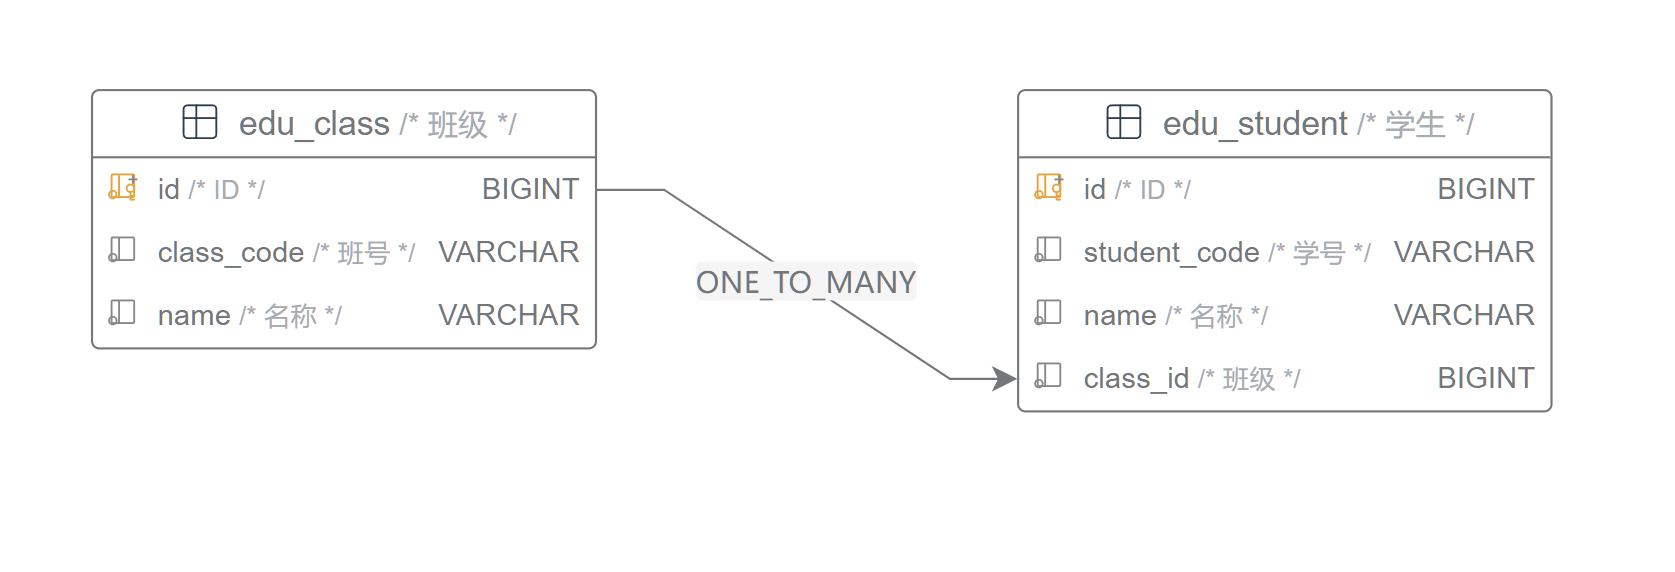 edu_class /* 班级 */
id /* ID */ BIGINT
class_code /* 班号 */ VARCHAR
name /* 名称 */ VARCHAR
ONE_TO_MANY
edu_student /* 学生 */
id /* ID */ BIGINT
student_code /* 学号 */ VARCHAR
name /* 名称 */ VARCHAR
class_id /* 班级 */ BIGINT